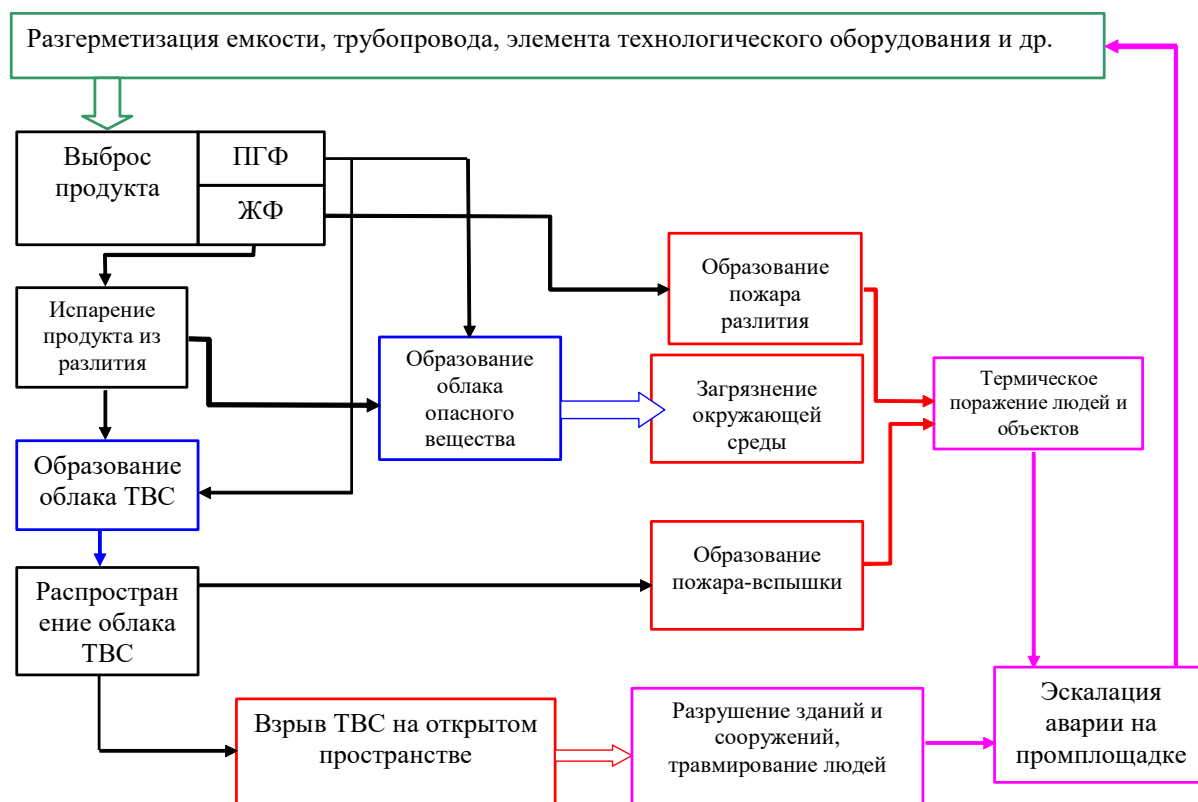 Разгерметизация емкости, трубопровода, элемента технологического оборудования и др.
Выброс
продукта
ПГФ
ЖФ
Испарение
продукта из
разлития
Образование
облака
опасного
вещества
Образование
пожара
разлития
Загрязнение
окружающей
среды
Термическое
поражение людей и
объектов
Образование
облака ТВС
Распростран
ение облака
ТВС
Образование
пожара-вспышки
Взрыв ТВС на открытом
пространстве
Разрушение зданий и
сооружений,
травмирование людей
Эскалация
аварии на
промплощадке